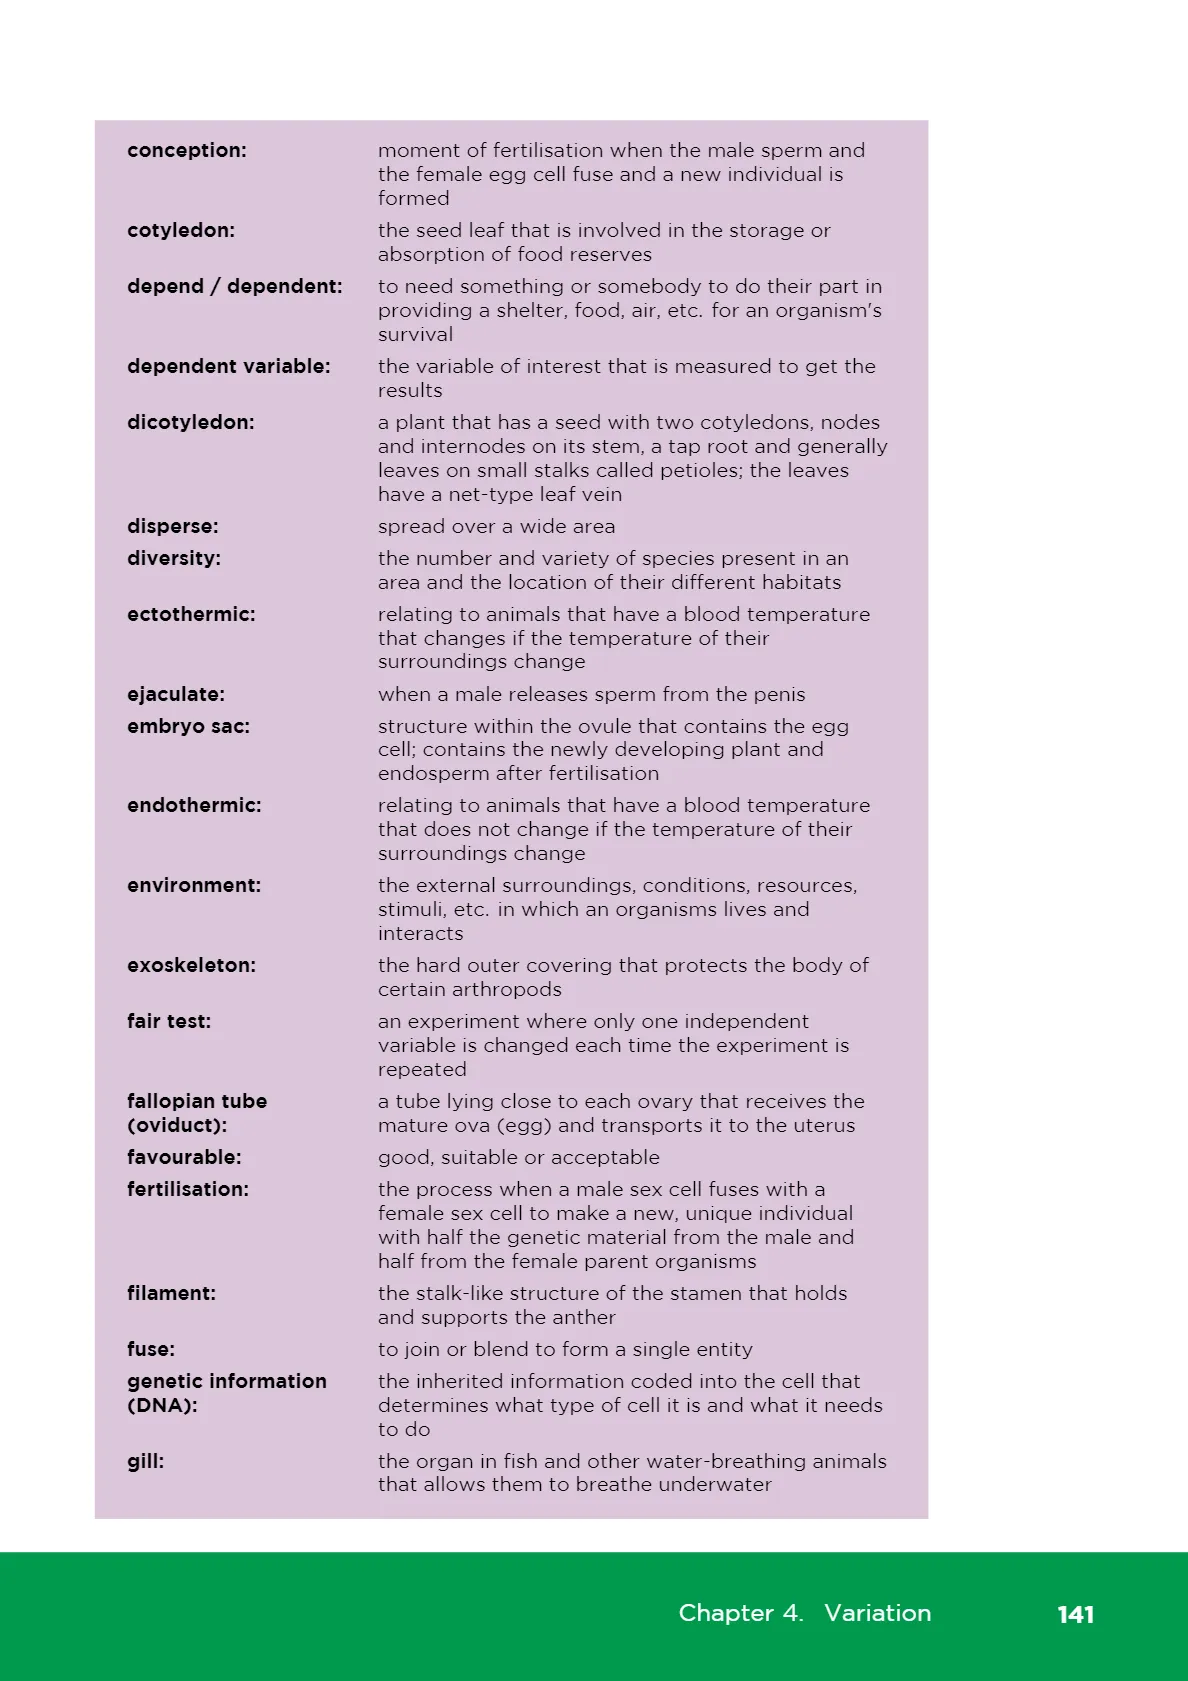 conception: moment of fertilisation when the male sperm and
the female egg cell fuse and a new individual is
formed
cotyledon: the seed leaf that is involved in the storage or
absorption of food reserves
depend / dependent: to need something or somebody to do their part in
providing a shelter, food, air, etc. for an organism's
survival
dependent variable: the variable of interest that is measured to get the
results
dicotyledon: a plant that has a seed with two cotyledons, nodes
and internodes on its stem, a tap root and generally
leaves on small stalks called petioles; the leaves
have a net-type leaf vein
disperse: spread over a wide area
diversity: the number and variety of species present in an
area and the location of their different habitats
ectothermic: relating to animals that have a blood temperature
that changes if the temperature of their
surroundings change
ejaculate: when a male releases sperm from the penis
embryo sac: structure within the ovule that contains the egg
cell; contains the newly developing plant and
endosperm after fertilisation
endothermic: relating to animals that have a blood temperature
that does not change if the temperature of their
surroundings change
environment: the external surroundings, conditions, resources,
stimuli, etc. in which an organisms lives and
interacts
exoskeleton: the hard outer covering that protects the body of
certain arthropods
fair test: an experiment where only one independent
variable is changed each time the experiment is
repeated
fallopian tube a tube lying close to each ovary that receives the
(oviduct): mature ova (egg) and transports it to the uterus
favourable: good, suitable or acceptable
fertilisation: the process when a male sex cell fuses with a
female sex cell to make a new, unique individual
with half the genetic material from the male and
half from the female parent organisms
filament: the stalk-like structure of the stamen that holds
and supports the anther
fuse: to join or blend to form a single entity
genetic information the inherited information coded into the cell that
(DNA): determines what type of cell it is and what it needs
to do
gill: the organ in fish and other water-breathing animals
that allows them to breathe underwater
Chapter 4. Variation 141